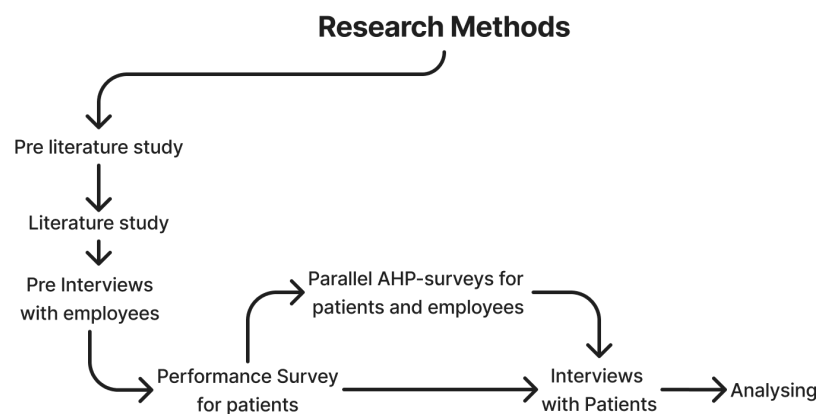 Research Methods
Pre literature study
Literature study
Pre Interviews
with employees
Parallel AHP-surveys for
patients and employees
Performance Survey
for patients
Interviews
with Patients
Analysing